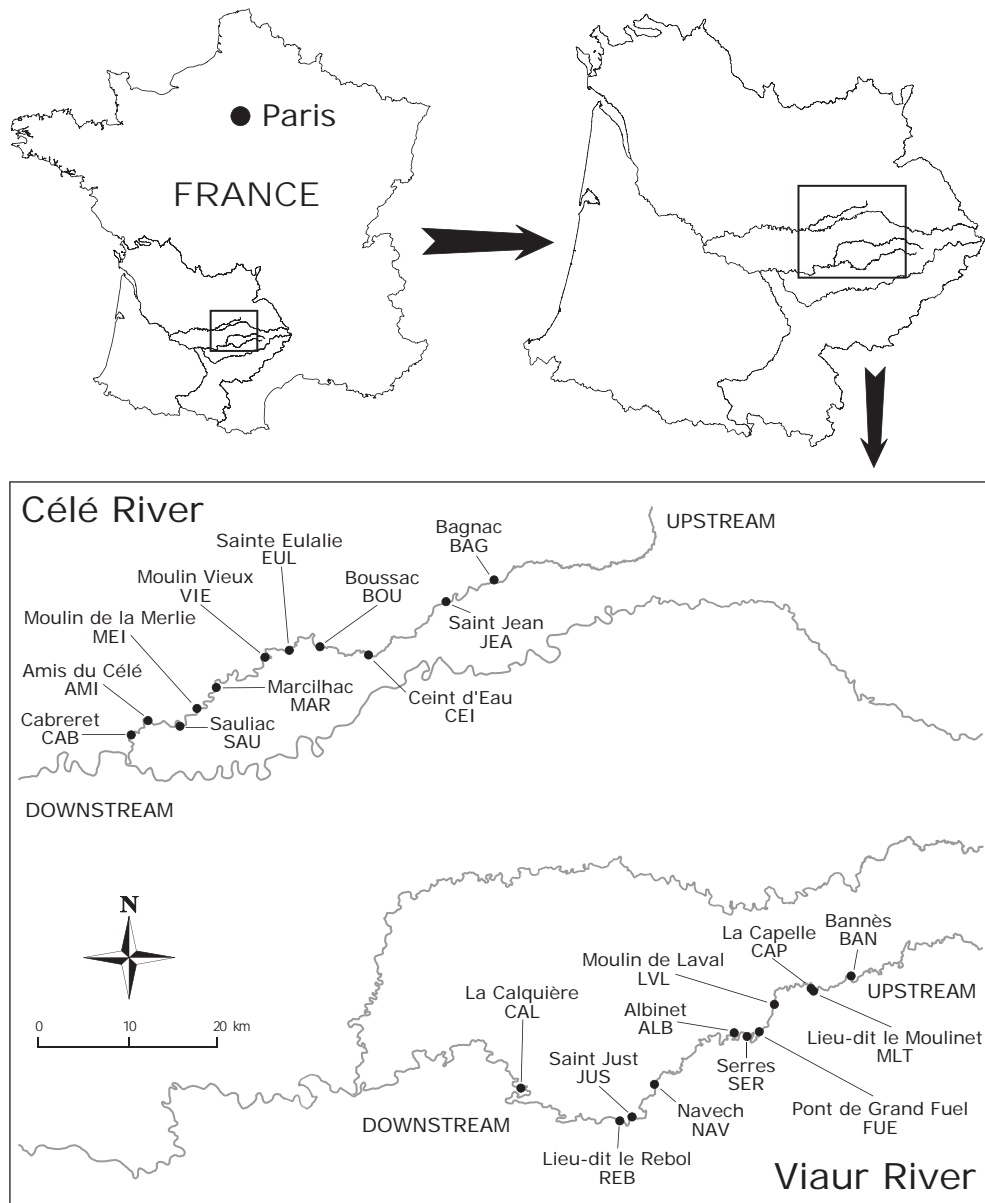 Paris
FRANCE
Célé River
UPSTREAM
Bagnac
BAG
Sainte Eulalie
EUL
Boussac
BOU
Moulin Vieux
VIE
Saint Jean
JEA
Moulin de la Merlie
MEI
Amis du Célé
AMI
Marcilhac
MAR
Ceint d'Eau
CEI
Cabreret
CAB
Sauliac
SAU
DOWNSTREAM
N
0 10 20 km
Bannès
BAN
La Capelle
CAP
Moulin de Laval
LVL
UPSTREAM
La Calquière
CAL
Albinet
ALB
Lieu-dit le Moulinet
MLT
Saint Just
JUS
Serres
SER
DOWNSTREAM
Navech
NAV
Pont de Grand Fuel
FUE
Lieu-dit le Rebol
REB
Viaur River